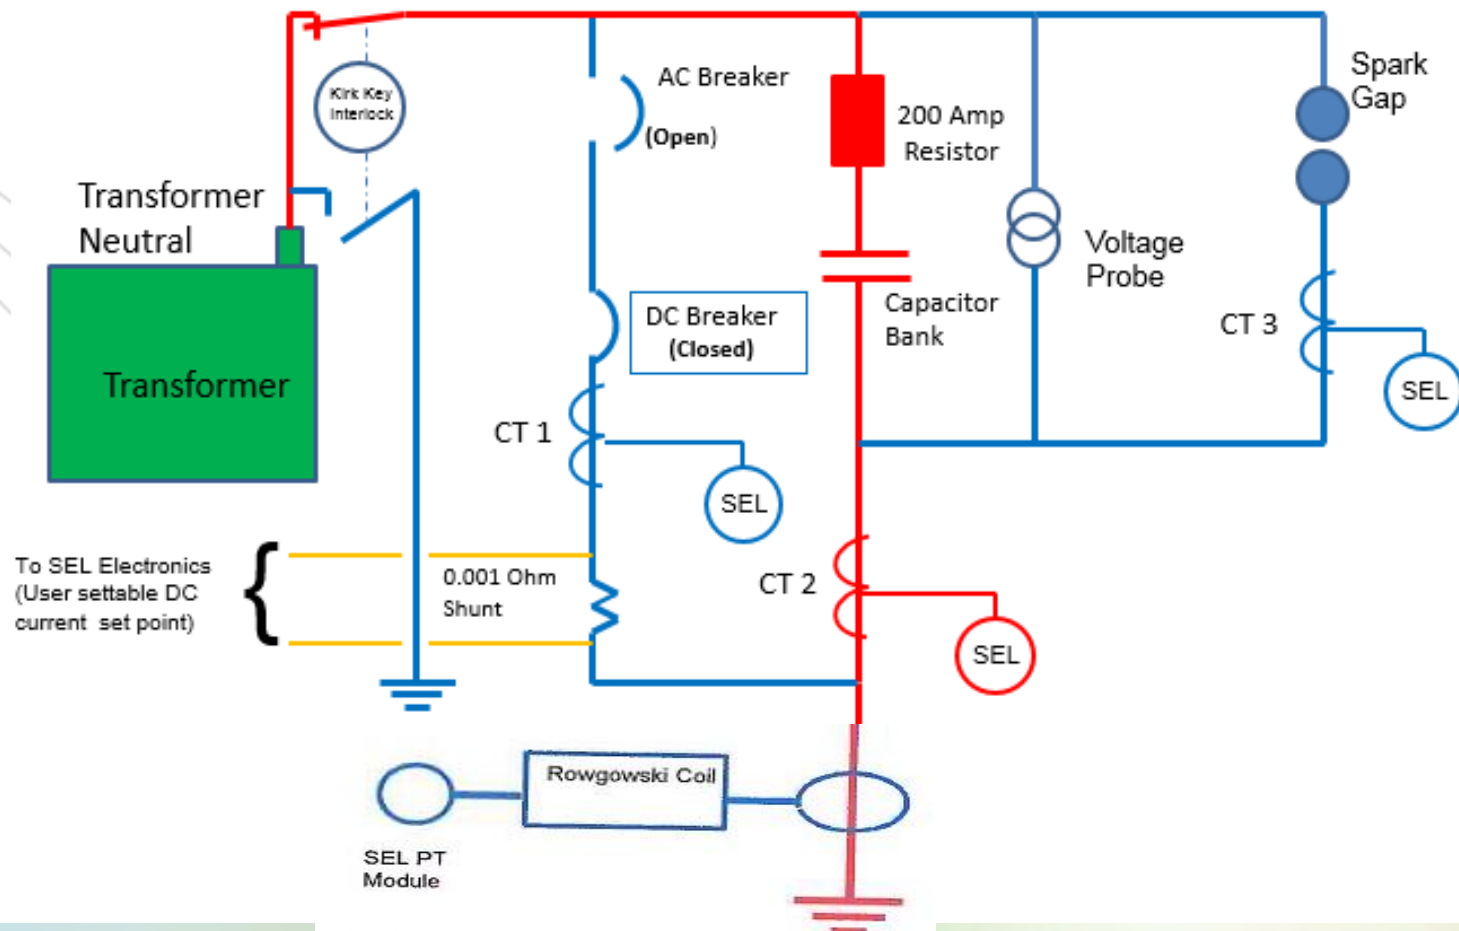 Kirk Key
Interlock
AC Breaker
(Open)
200 Amp
Resistor
Spark
Gap
Transformer
Neutral
Voltage
Probe
Transformer
DC Breaker
(Closed)
Capacitor
Bank
CT 3
SEL
CT 1
SEL
To SEL Electronics
(User settable DC
current set point)
0.001 Ohm
Shunt
CT 2
SEL
Rowgowski Coil
SEL PT
Module